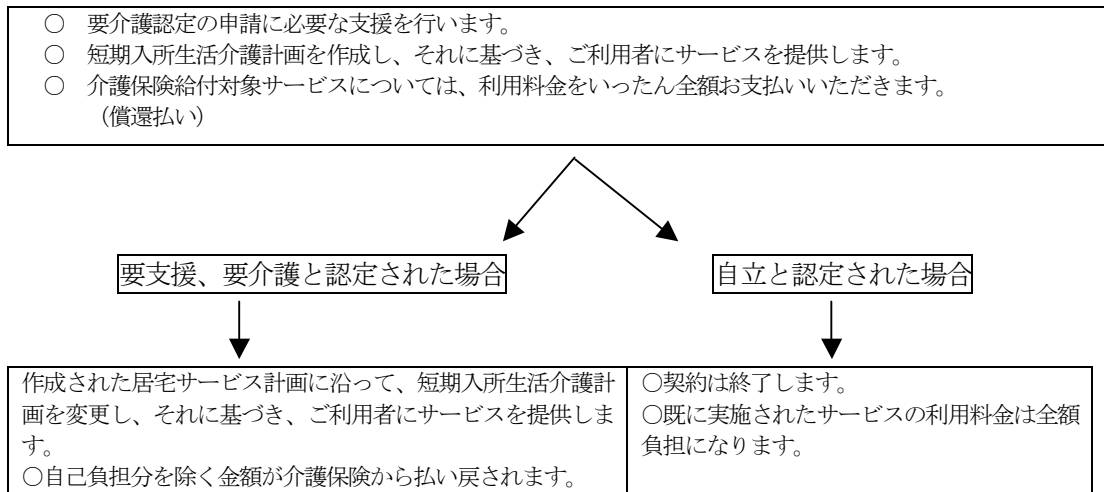 ○ 要介護認定の申請に必要な支援を行います。
○ 短期入所生活介護計画を作成し、それに基づき、ご利用者にサービスを提供します。
○ 介護保険給付対象サービスについては、利用料金をいったん全額お支払いいただきます。
（償還払い）
要支援、要介護と認定された場合
自立と認定された場合
作成された居宅サービス計画に沿って、短期入所生活介護計
画を変更し、それに基づき、ご利用者にサービスを提供しま
す。
○自己負担分を除く金額が介護保険から払い戻されます。
○契約は終了します。
○既に実施されたサービスの利用料金は全額
負担になります。